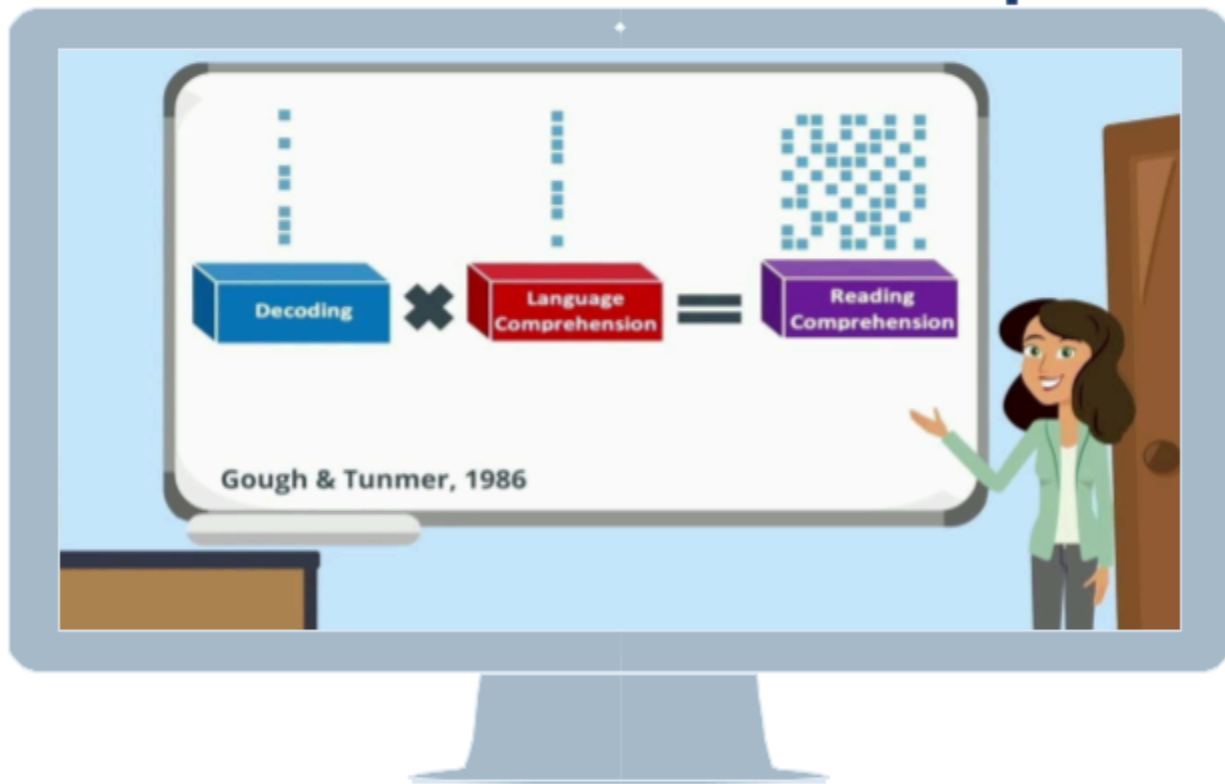 Decoding
Language
Comprehension
Reading
Comprehension
Gough & Tunmer, 1986